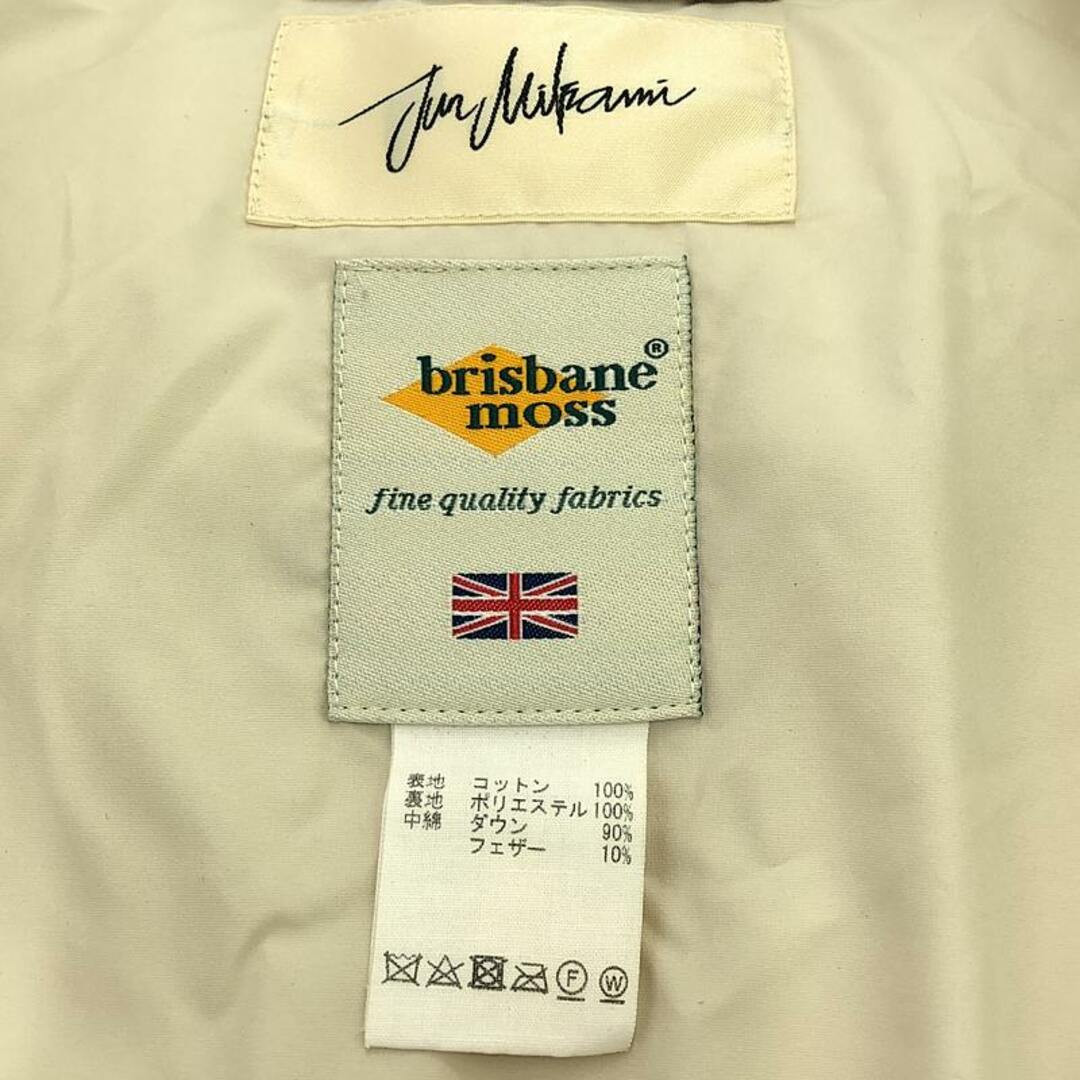 Jun Mikami
brisbane®
moss
fine quality fabrics
表地 コットン 100%
裏地 ポリエステル 100%
中綿 ダウン 90%
フェザー 10%
F W